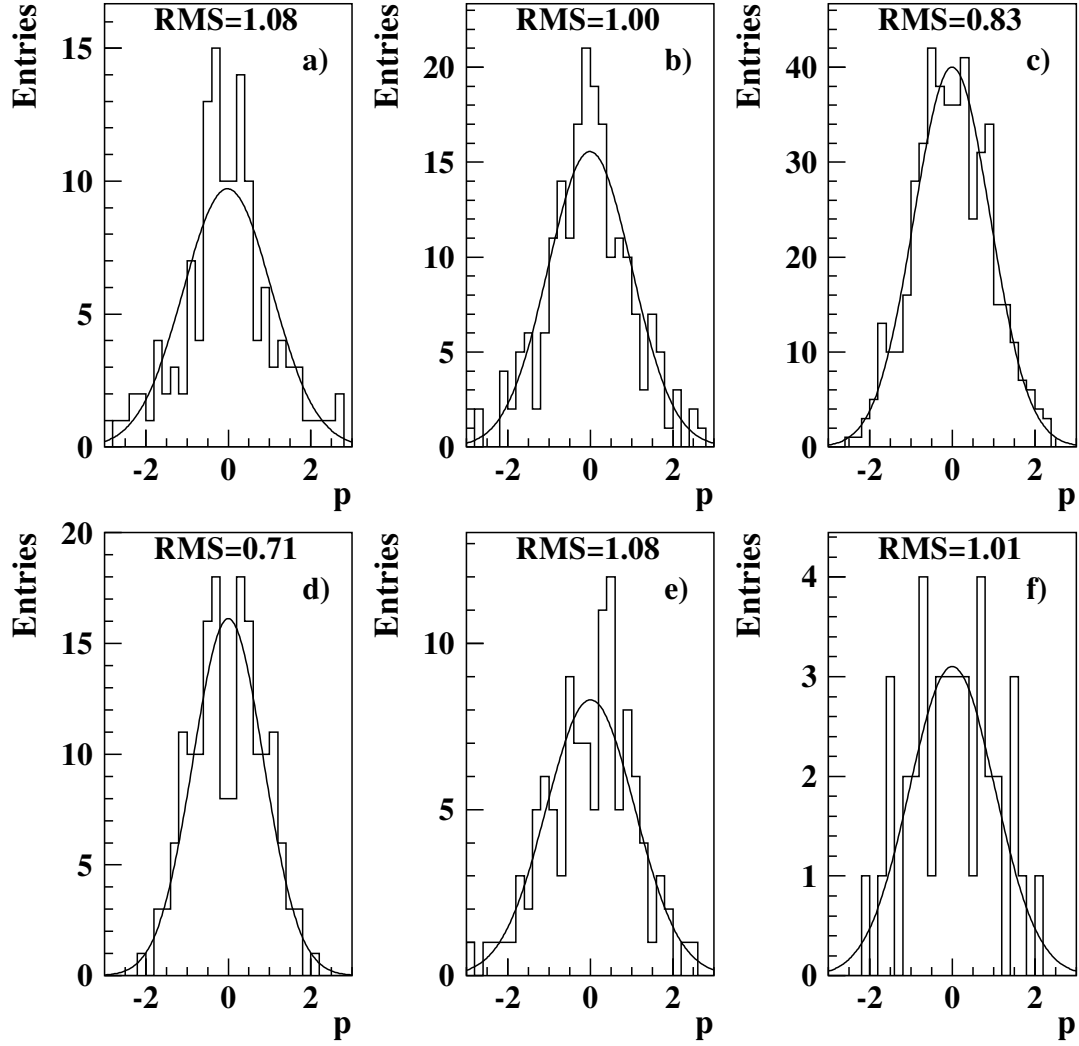 RMS=1.08
a)
Entries
15
10
5
0
-2 0 2
p
RMS=1.00
b)
Entries
20
15
10
5
0
-2 0 2
p
RMS=0.83
c)
Entries
40
30
20
10
0
-2 0 2
p
RMS=0.71
d)
Entries
20
15
10
5
0
-2 0 2
p
RMS=1.08
e)
Entries
10
5
0
-2 0 2
p
RMS=1.01
f)
Entries
4
3
2
1
0
-2 0 2
p